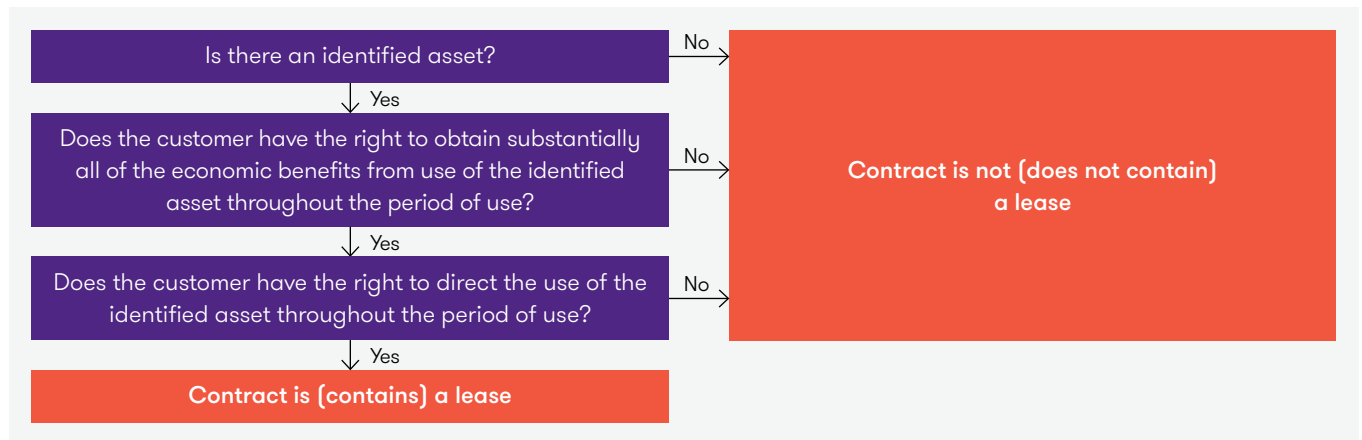 Is there an identified asset?
No
Yes
Does the customer have the right to obtain substantially
all of the economic benefits from use of the identified
asset throughout the period of use?
No
Contract is not (does not contain)
a lease
Yes
Does the customer have the right to direct the use of the
identified asset throughout the period of use?
No
Yes
Contract is (contains) a lease